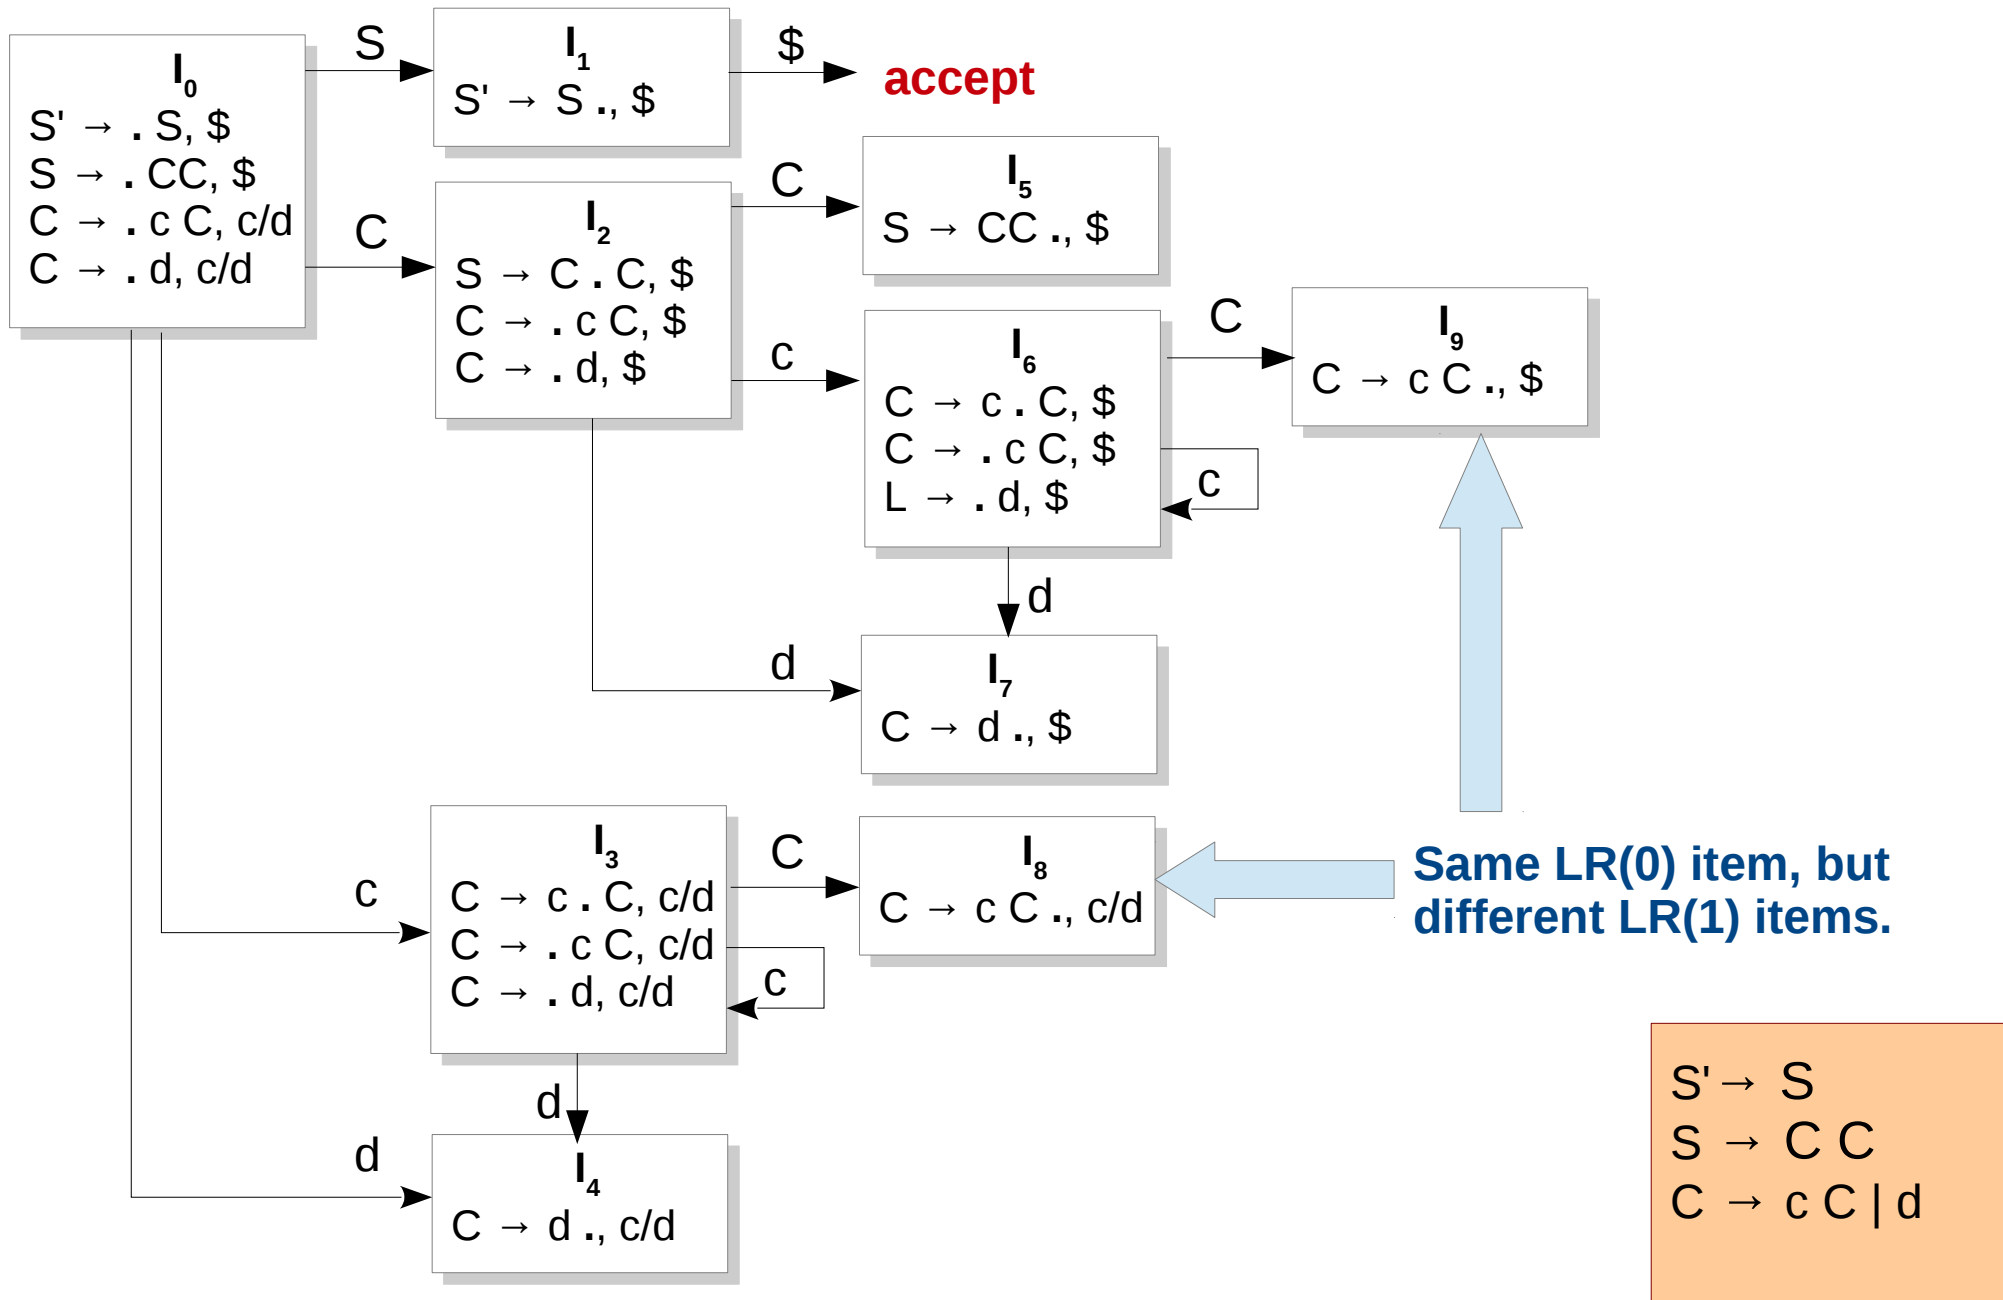 S
I0
S' → . S, $
S → . CC, $
C → . c C, c/d
C → . d, c/d
I1
S' → S ., $
$
accept
C
I2
S → C . C, $
C → . c C, $
C → . d, $
C
I5
S → CC ., $
c
I6
C → c . C, $
C → . c C, $
L → . d, $
c
C
I9
C → c C ., $
d
d
I7
C → d ., $
c
I3
C → c . C, c/d
C → . c C, c/d
C → . d, c/d
c
C
I8
C → c C ., c/d
Same LR(0) item, but
different LR(1) items.
d
d
I4
C → d ., c/d
S' → S
S → C C
C → c C | d